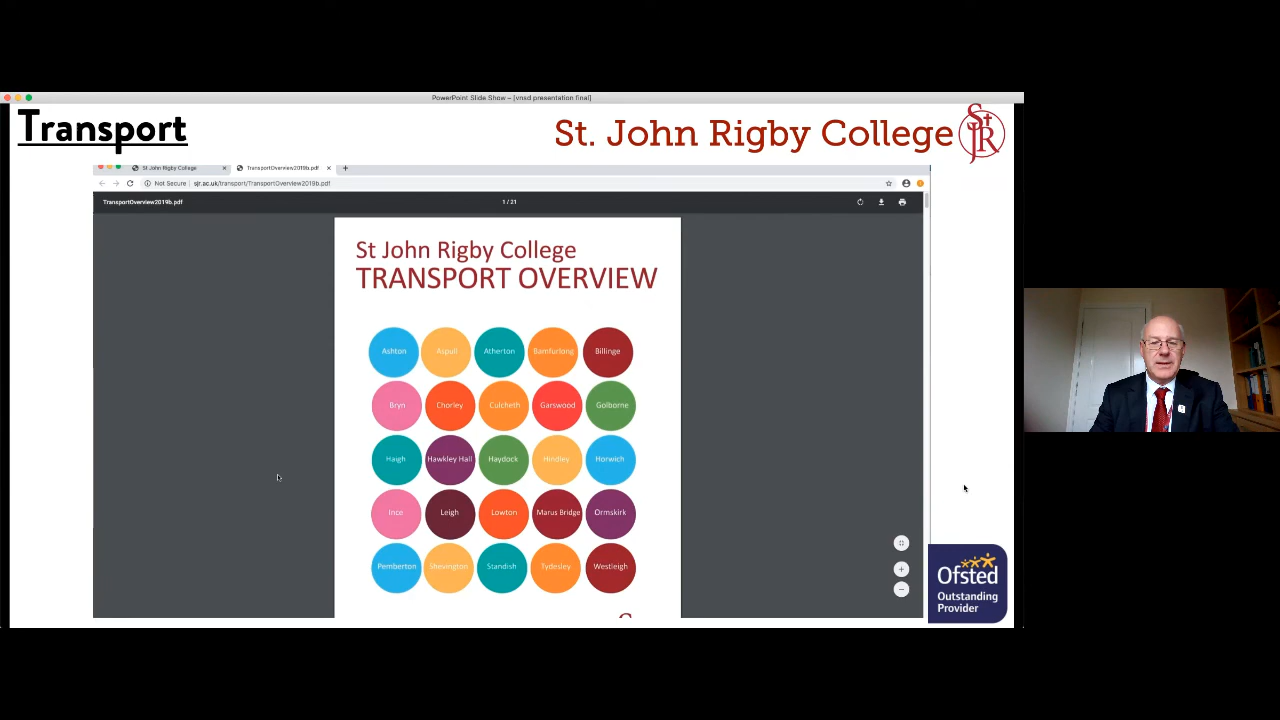 PowerPoint Slide Show - [vnsd presentation final]
Transport
St. John Rigby College
SJR
St John Rigby College
TransportOverview2019b.pdf
Not Secure
sjr.ac.uk/transport/TransportOverview2019b.pdf
TransportOverview2019b.pdf
1 / 21
St John Rigby College
TRANSPORT OVERVIEW
Ashton Aspull Atherton Bamfurlong Billinge
Bryn Chorley Culcheth Garswood Golborne
Haigh Hawkley Hall Haydock Hindley Horwich
Ince Leigh Lowton Marus Bridge Ormskirk
Pemberton Shevington Standish Tydesley Westleigh
Ofsted
Outstanding
Provider